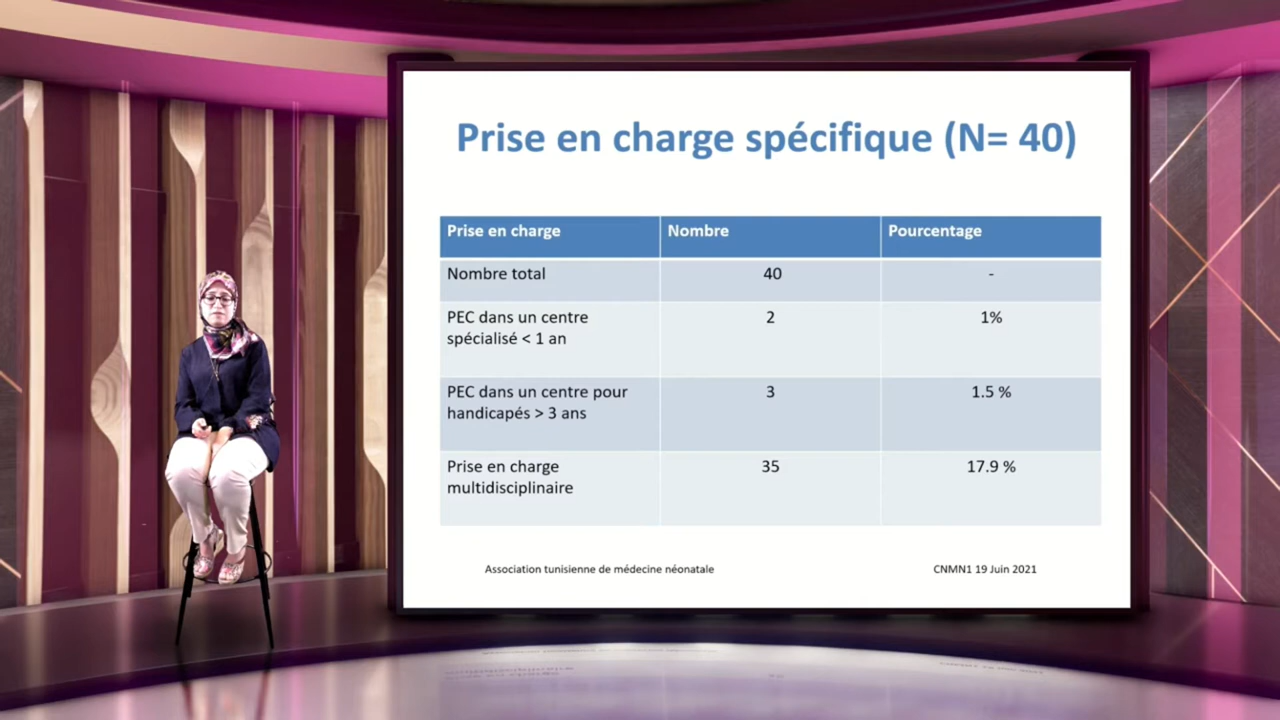 Prise en charge spécifique (N= 40)
Prise en charge Nombre Pourcentage
Nombre total 40 -
PEC dans un centre 2 1%
spécialisé < 1 an
PEC dans un centre pour 3 1.5 %
handicapés > 3 ans
Prise en charge 35 17.9 %
multidisciplinaire
Association tunisienne de médecine néonatale CNMN1 19 Juin 2021